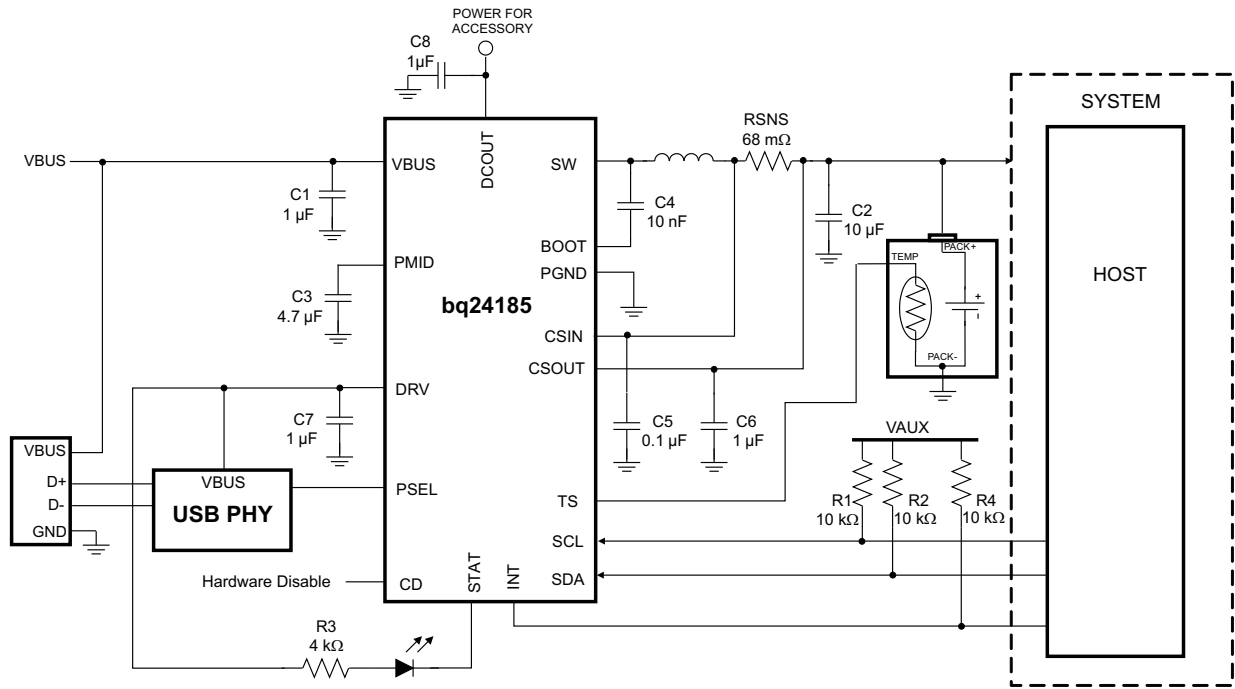 POWER FOR
ACCESSORY
C8
1µF
SYSTEM
RSNS
68 mΩ
VBUS
VBUS
DCOUT
SW
C1
1 µF
C4
10 nF
C2
10 µF
BOOT
PMID
PGND
TEMP
PACK+
HOST
C3
4.7 µF
bq24185
+
-
CSIN
CSOUT
PACK-
DRV
C7
1 µF
C5
0.1 µF
C6
1 µF
VAUX
VBUS
D+
D-
GND
VBUS
USB PHY
PSEL
TS
R1
10 kΩ
R2
10 kΩ
R4
10 kΩ
SCL
SDA
Hardware Disable
CD
STAT
INT
R3
4 kΩ